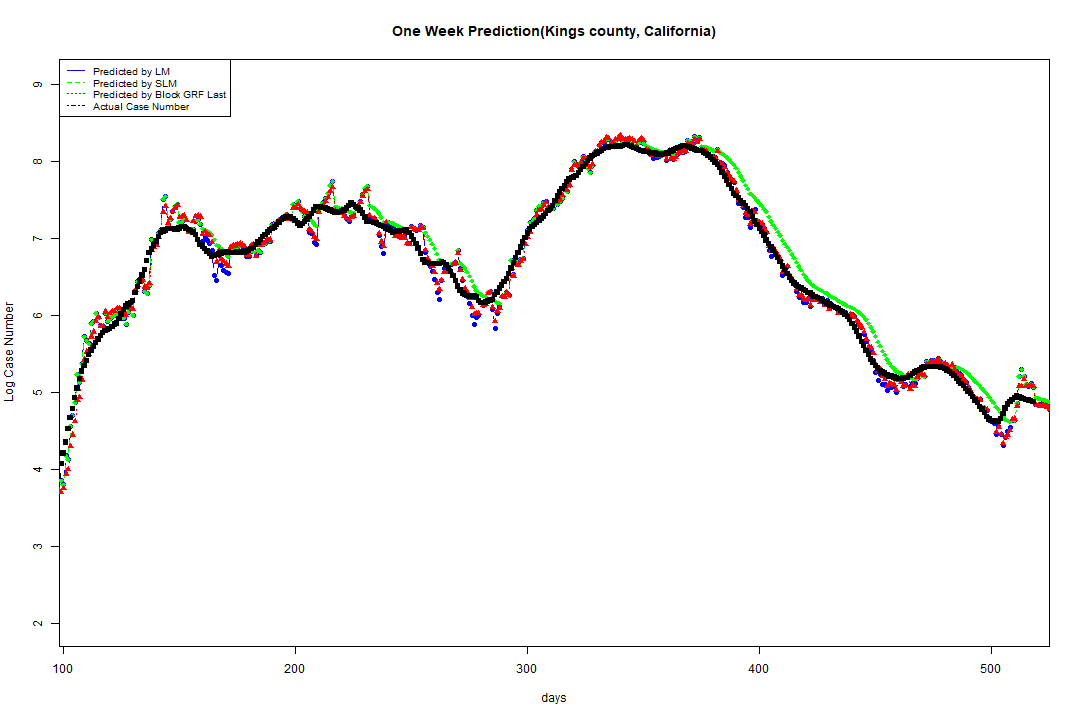 One Week Prediction(Kings county, California)
Predicted by LM
Predicted by SLM
Predicted by Block GRF Last
Actual Case Number
9
8
7
6
5
4
3
2
Log Case Number
100 200 300 400 500
days